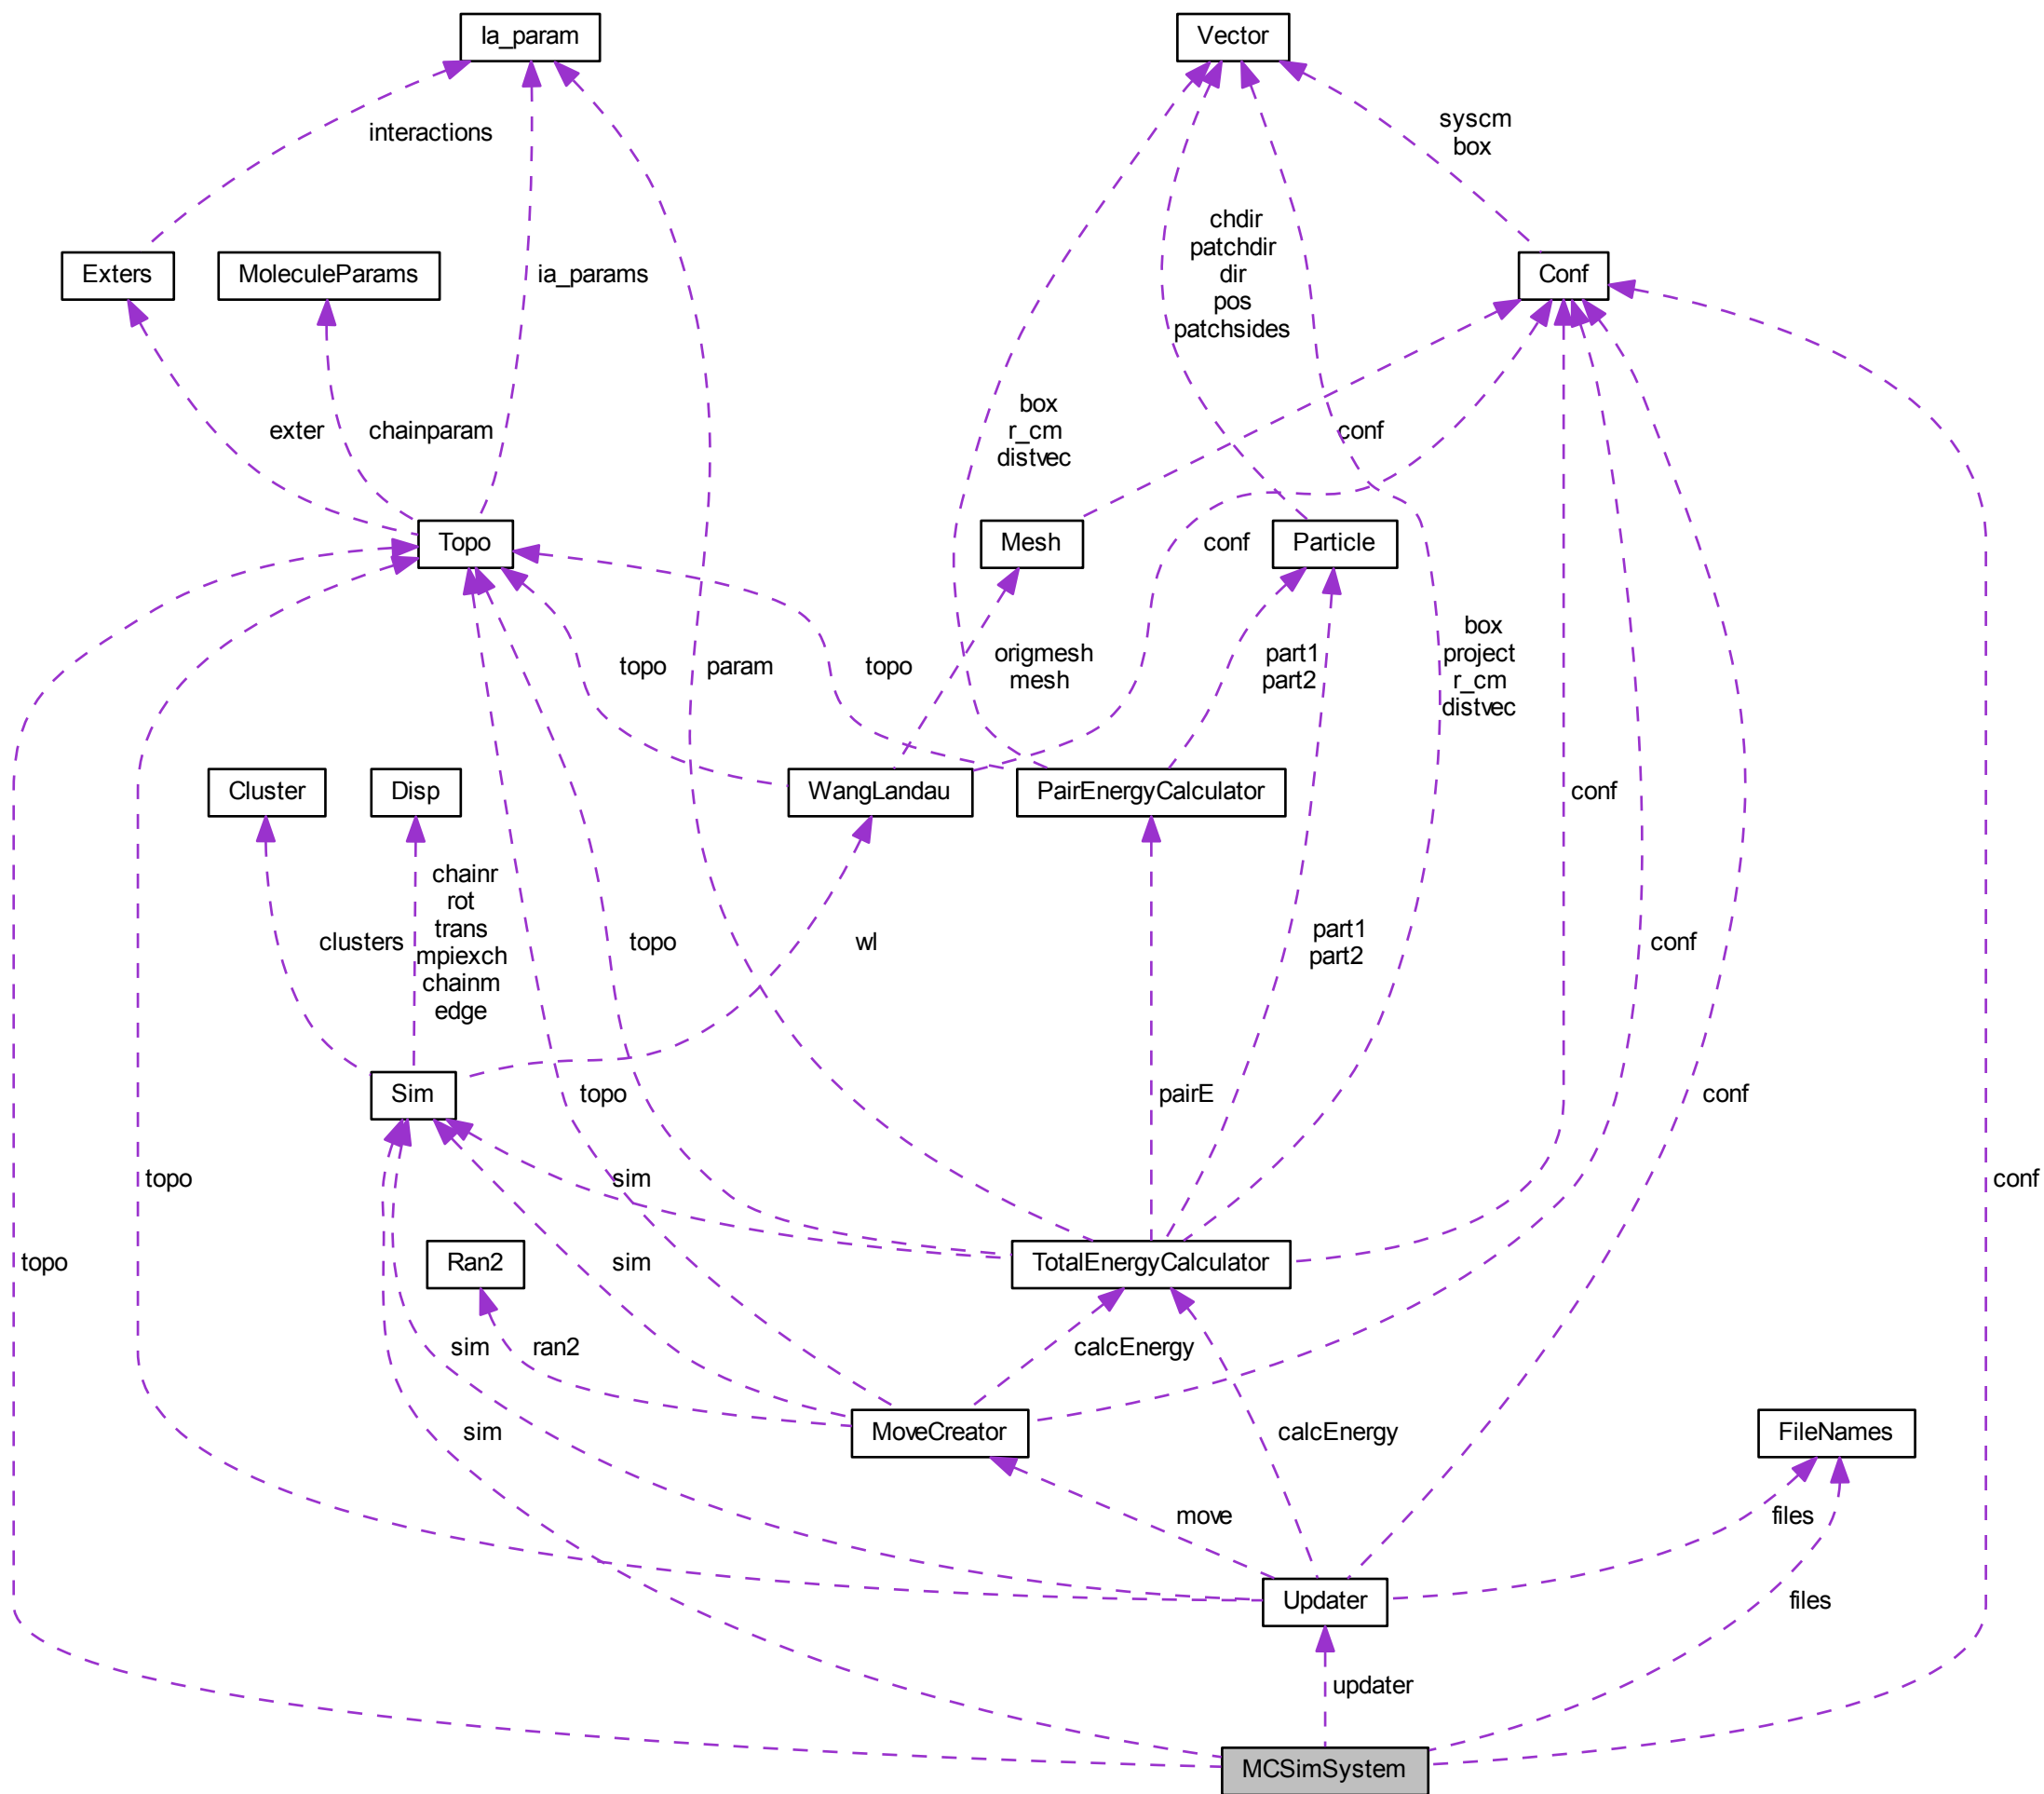 Ia_param
Vector
interactions
syscm
box
Exters
MoleculeParams
ia_params
chdir
patchdir
dir
pos
patchsides
Conf
exter
chainparam
box
r_cm
distvec
conf
Topo
Mesh
conf
Particle
topo
param
topo
origmesh
mesh
part1
part2
box
project
r_cm
distvec
Cluster
Disp
WangLandau
PairEnergyCalculator
conf
clusters
chainr
rot
trans
mpiexch
chainm
edge
topo
wl
part1
part2
conf
Sim
topo
pairE
conf
topo
sim
conf
topo
Ran2
sim
TotalEnergyCalculator
sim
ran2
calcEnergy
sim
MoveCreator
calcEnergy
FileNames
move
files
Updater
files
updater
MCSimSystem